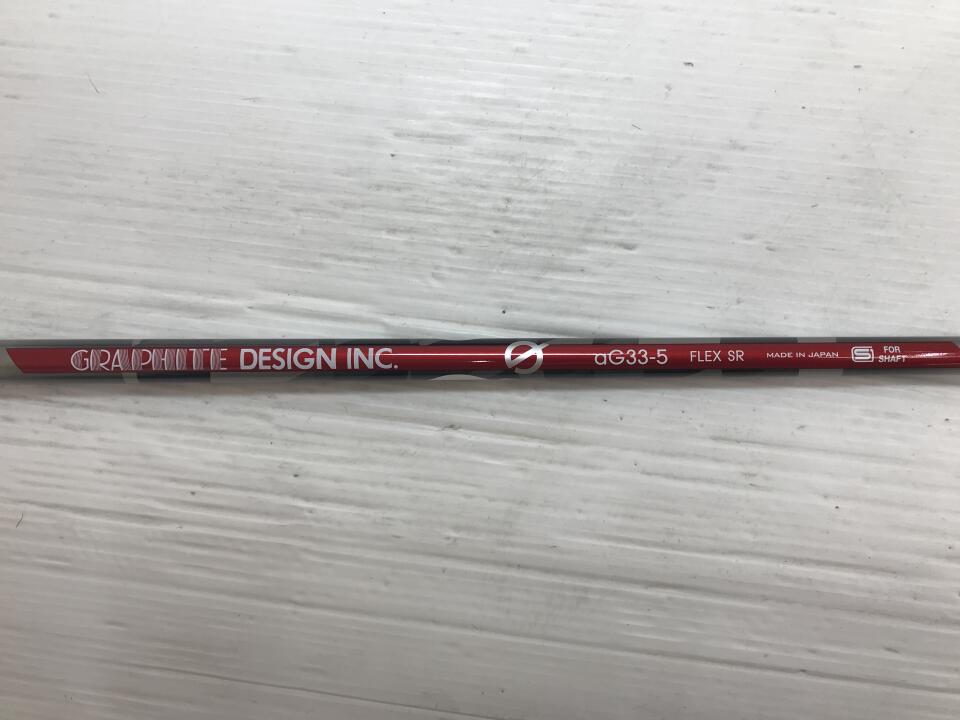 GRAPHITE DESIGN INC. aG33-5 FLEX SR MADE IN JAPAN S FOR
SHAFT